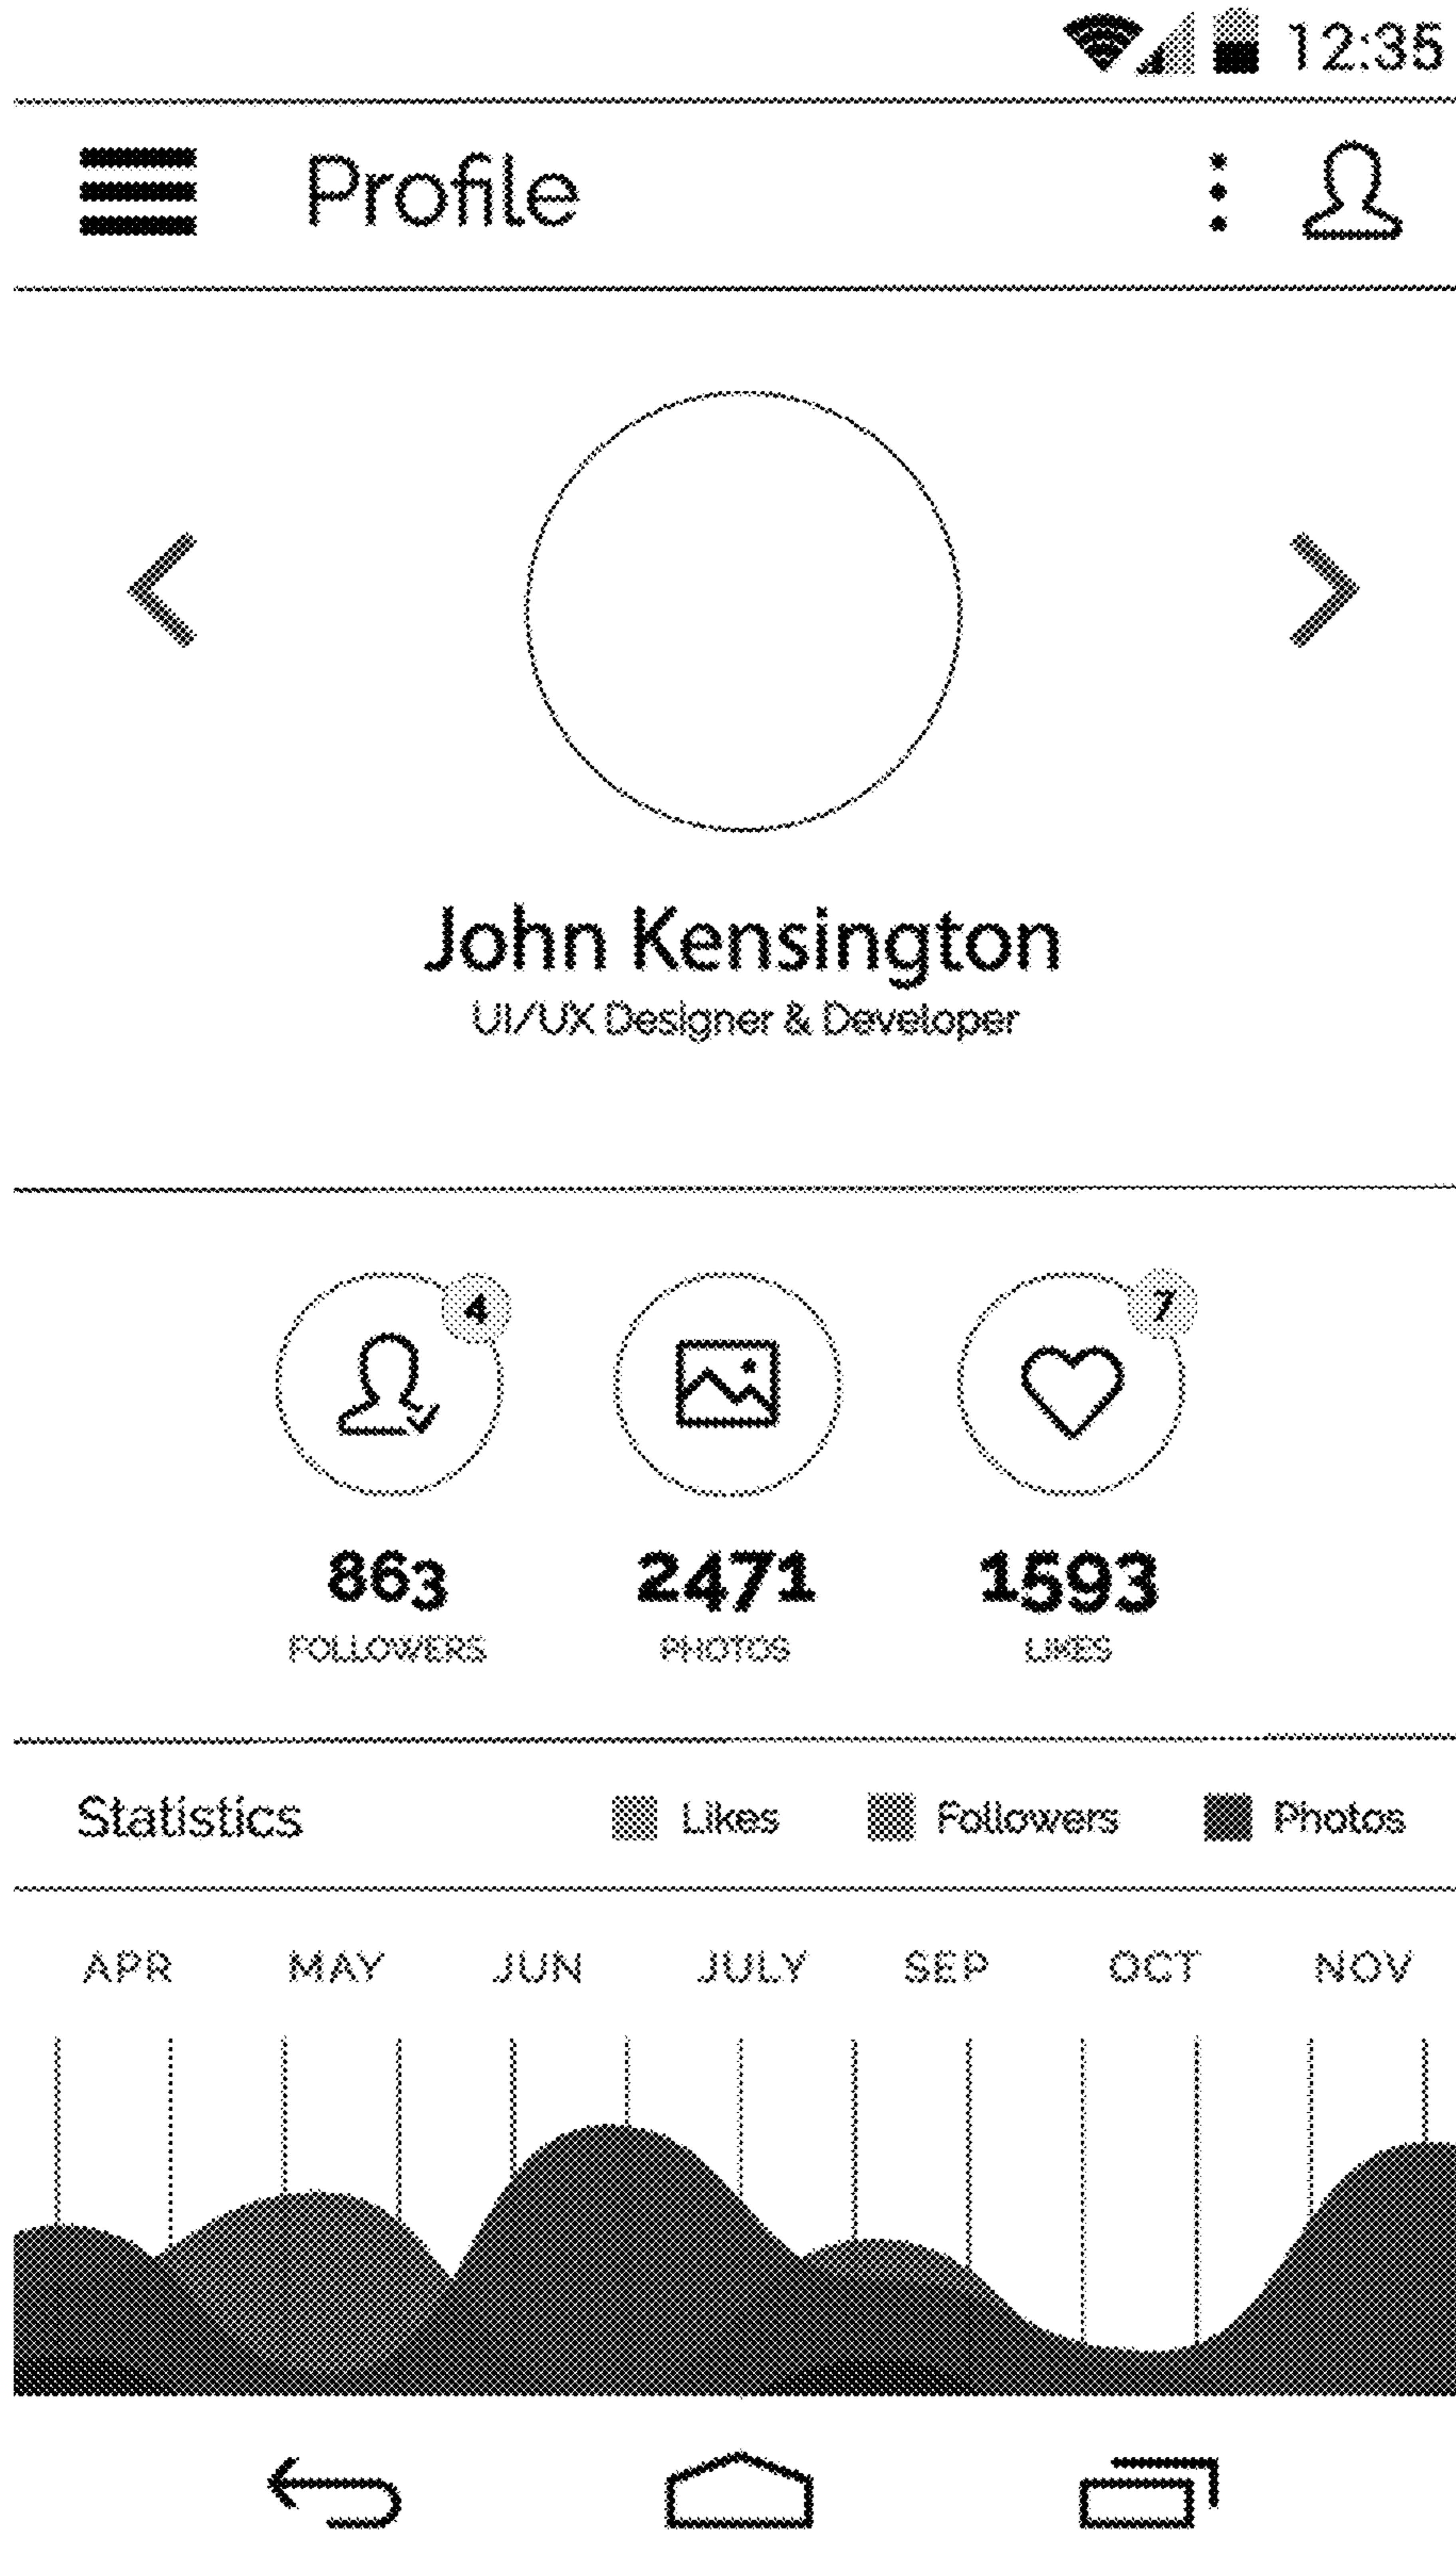 12:35
Profile
John Kensington
UI/UX Designer & Developer
4 7
863 2471 1593
FOLLOWERS PHOTOS LIKES
Statistics Likes Followers Photos
APR MAY JUN JULY SEP OCT NOV